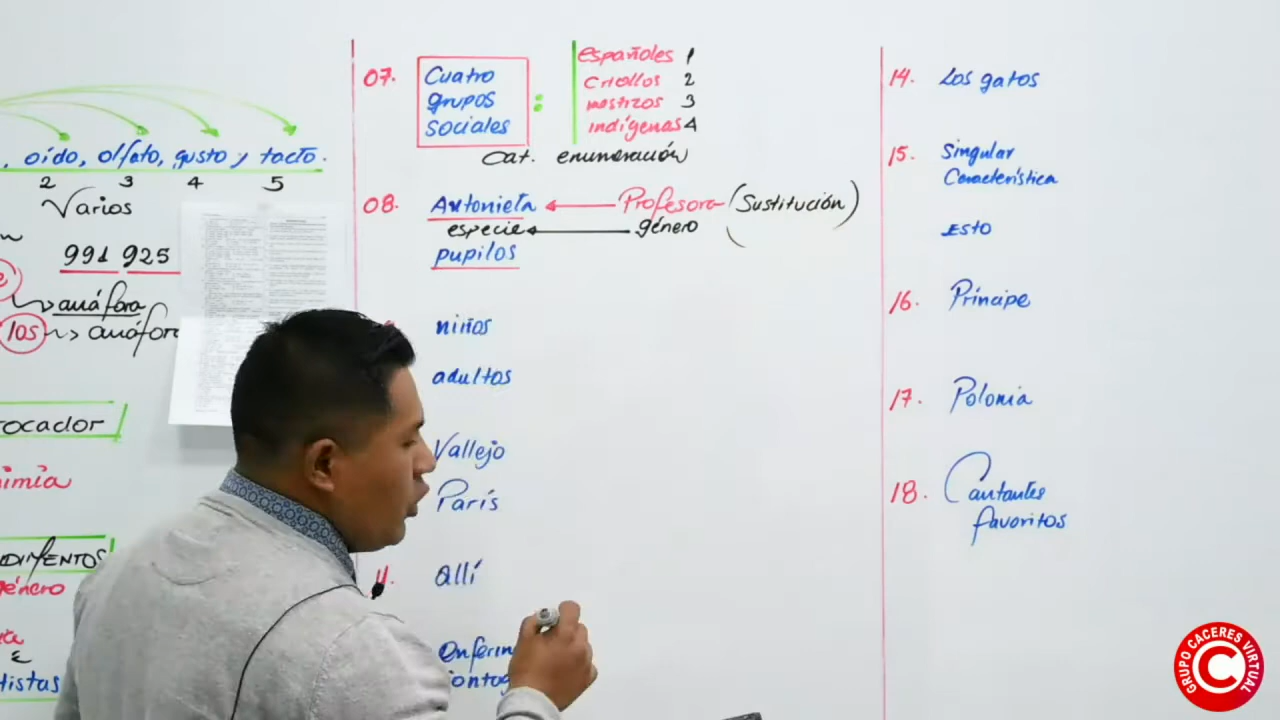 , oído, olfato, gusto y tacto.
2 3 4 5
Varios
991 925
anáfora
los anáfora
ocador
imia
DIMENTOS
género
tistas
07. Cuatro
grupos
sociales
:
españoles 1
criollos 2
mestizos 3
indígenas 4
Cat. enumeración
08. Antonieta Profesora (Sustitución)
especie género
pupilos
niños
adultos
Vallejo
París
11. allí
14. Los gatos
15. Singular
Característica
Esto
16. Príncipe
17. Polonia
18. Cantantes
favoritos
GRUPO CACERES VIRTUAL
C